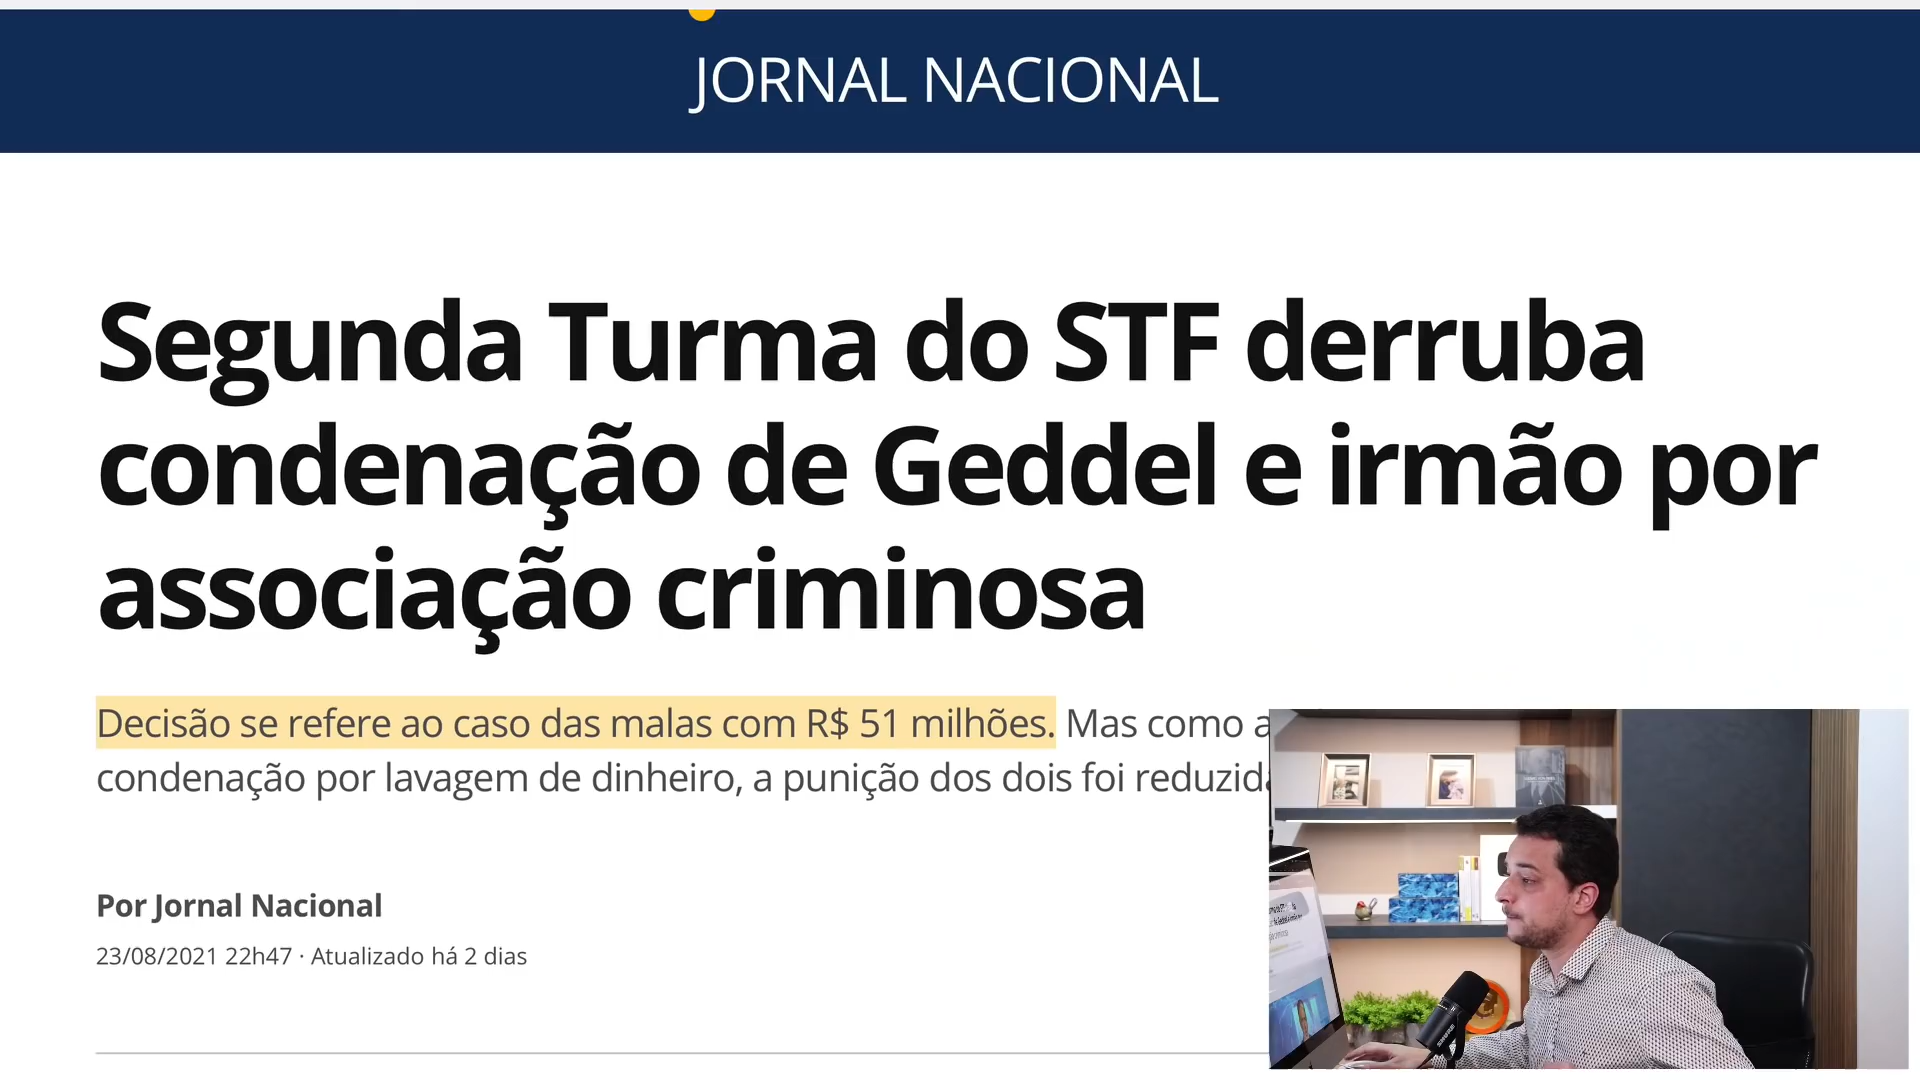 JORNAL NACIONAL
Segunda Turma do STF derruba
condenação de Geddel e irmão por
associação criminosa
Decisão se refere ao caso das malas com R$ 51 milhões. Mas como a
condenação por lavagem de dinheiro, a punição dos dois foi reduzida
Por Jornal Nacional
23/08/2021 22h47 · Atualizado há 2 dias